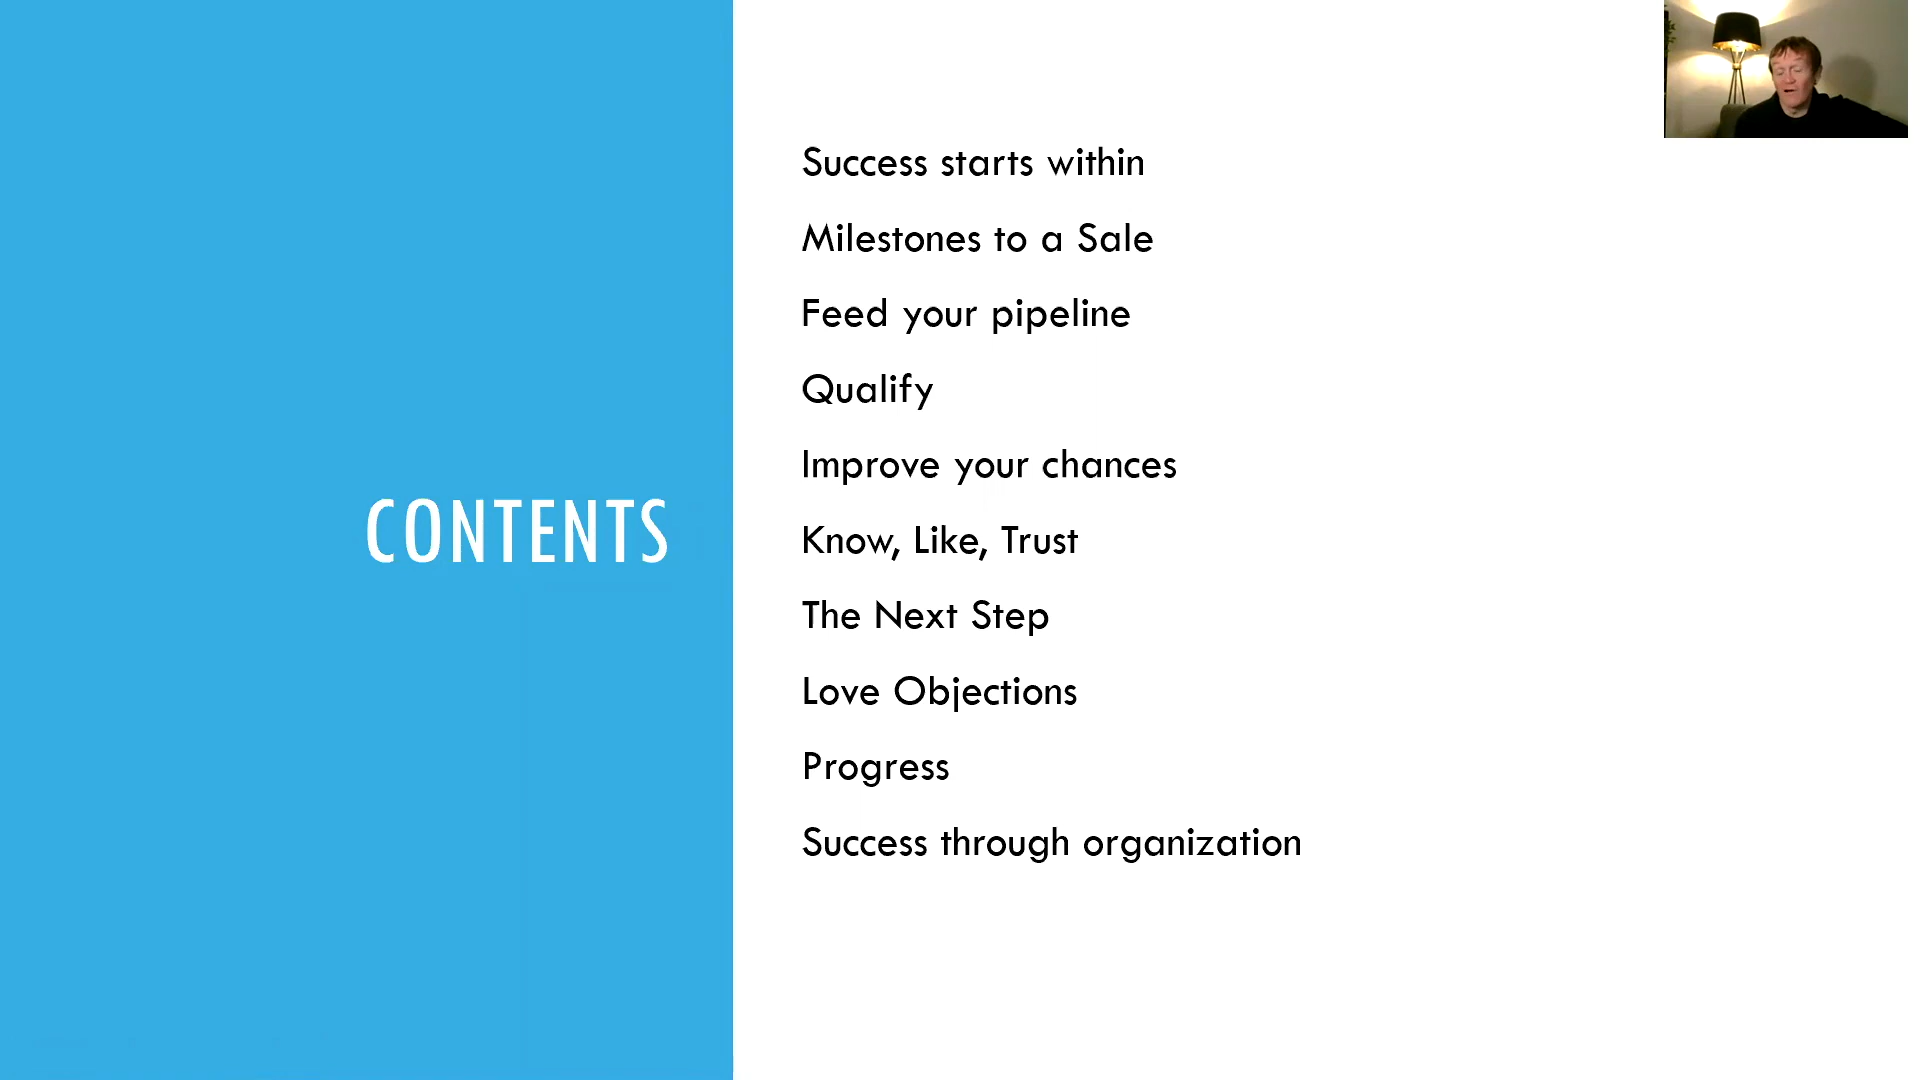 CONTENTS
Success starts within
Milestones to a Sale
Feed your pipeline
Qualify
Improve your chances
Know, Like, Trust
The Next Step
Love Objections
Progress
Success through organization